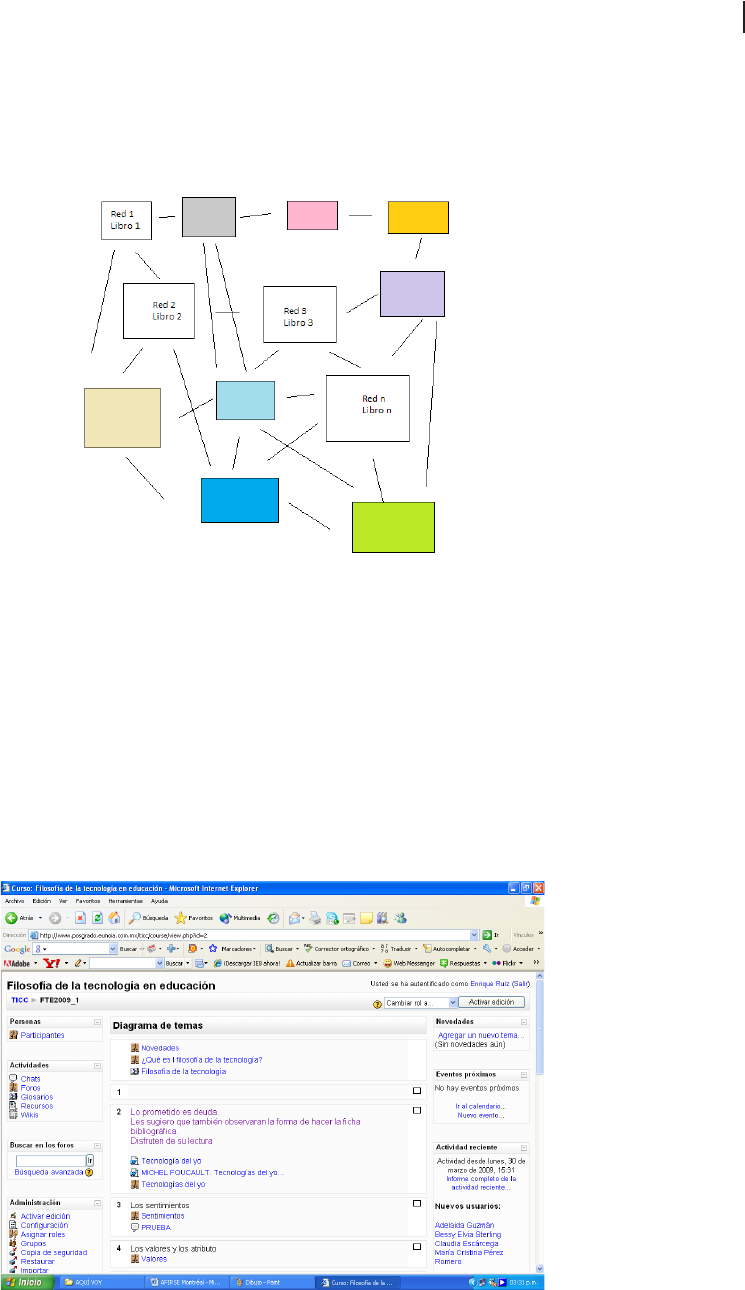 Red 1
Libro 1
Red 2
Libro 2
Red 3
Libro 3
Red n
Libro n
Curso: Filosofía de la tecnología en educación - Microsoft Internet Explorer
Archivo Edición Ver Favoritos Herramientas Ayuda
Atrás Búsqueda Favoritos Multimedia
Dirección http://www.posgrado.eunoia.com.mx/ticc/course/view.php?id=2 Ir Vínculos
Google Buscar Marcadores Buscar Corrector ortográfico Traducir Autocompletar Acceder
Adobe Y! Buscar ¡Descargar IE8 ahora! Actualizar barra Correo Web Messenger Respuestas Flickr
Filosofía de la tecnología en educación
Usted se ha autentificado como Enrique Ruiz (Salir)
TICC ► FTE2009_1
Cambiar rol a... Activar edición
Personas
Participantes
Actividades
Chats
Foros
Glosarios
Recursos
Wikis
Buscar en los foros
Ir
Búsqueda avanzada
Administración
Activar edición
Configuración
Asignar roles
Grupos
Copia de seguridad
Restaurar
Importar
Diagrama de temas
Novedades
¿Qué es l filosofía de la tecnología?
Filosofía de la tecnología
1
2 Lo prometido es deuda.
Les sugiero que también observaran la forma de hacer la ficha
bibliográfica.
Disfruten de su lectura
Tecnología del yo
MICHEL FOUCAULT. Tecnologías del yo...
Tecnologías del yo
3 Los sentimientos
Sentimientos
PRUEBA
4 Los valores y los atributo
Valores
Novedades
Agregar un nuevo tema...
(Sin novedades aún)
Eventos próximos
No hay eventos próximos
Ir al calendario...
Nuevo evento...
Actividad reciente
Actividad desde lunes, 30 de
marzo de 2009, 15:31
Informe completo de la
actividad reciente...
Nuevos usuarios:
Adelaida Guzmán
Bessy Elvia Sterling
Claudia Escárcega
María Cristina Pérez
Romero
Inicio AQUÍ VOY AFIRSE Montréal - Mi... Dibujo - Paint Curso: Filosofía de la ... 03:31 p.m.